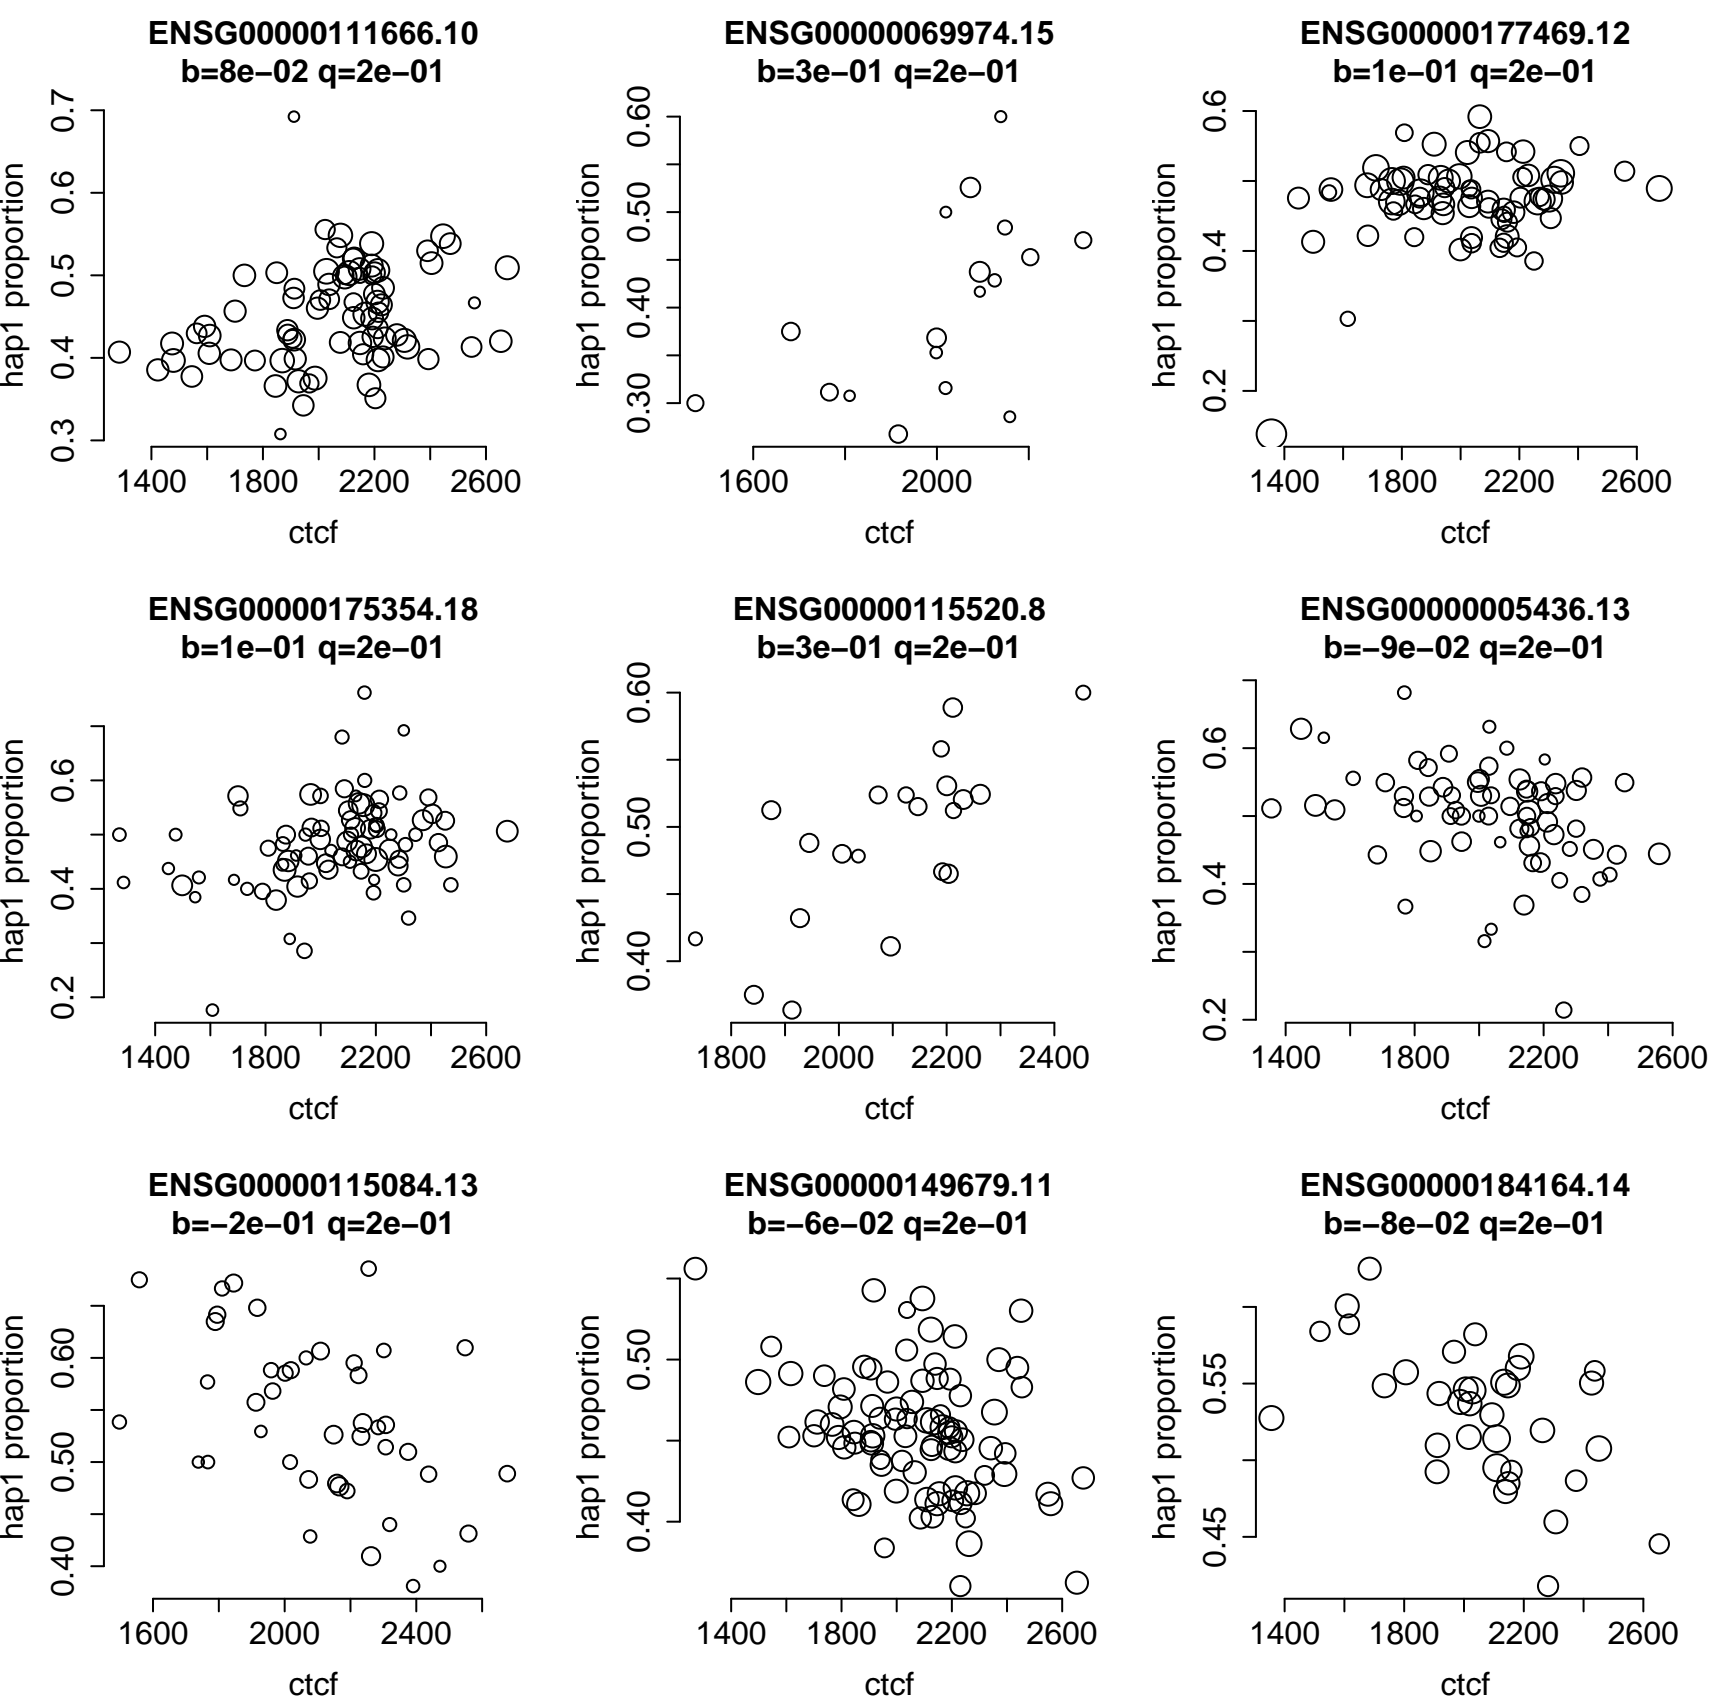 ENSG00000111666.10
b=8e−02 q=2e−01
hap1 proportion
0.3 0.4 0.5 0.6 0.7
1400 1800 2200 2600
ctcf
ENSG00000069974.15
b=3e−01 q=2e−01
hap1 proportion
0.30 0.40 0.50 0.60
1600 2000
ctcf
ENSG00000177469.12
b=1e−01 q=2e−01
hap1 proportion
0.2 0.4 0.6
1400 1800 2200 2600
ctcf
ENSG00000175354.18
b=1e−01 q=2e−01
hap1 proportion
0.2 0.4 0.6
1400 1800 2200 2600
ctcf
ENSG00000115520.8
b=3e−01 q=2e−01
hap1 proportion
0.40 0.50 0.60
1800 2000 2200 2400
ctcf
ENSG00000005436.13
b=−9e−02 q=2e−01
hap1 proportion
0.2 0.4 0.6
1400 1800 2200 2600
ctcf
ENSG00000115084.13
b=−2e−01 q=2e−01
hap1 proportion
0.40 0.50 0.60
1600 2000 2400
ctcf
ENSG00000149679.11
b=−6e−02 q=2e−01
hap1 proportion
0.40 0.50
1400 1800 2200 2600
ctcf
ENSG00000184164.14
b=−8e−02 q=2e−01
hap1 proportion
0.45 0.55
1400 1800 2200 2600
ctcf